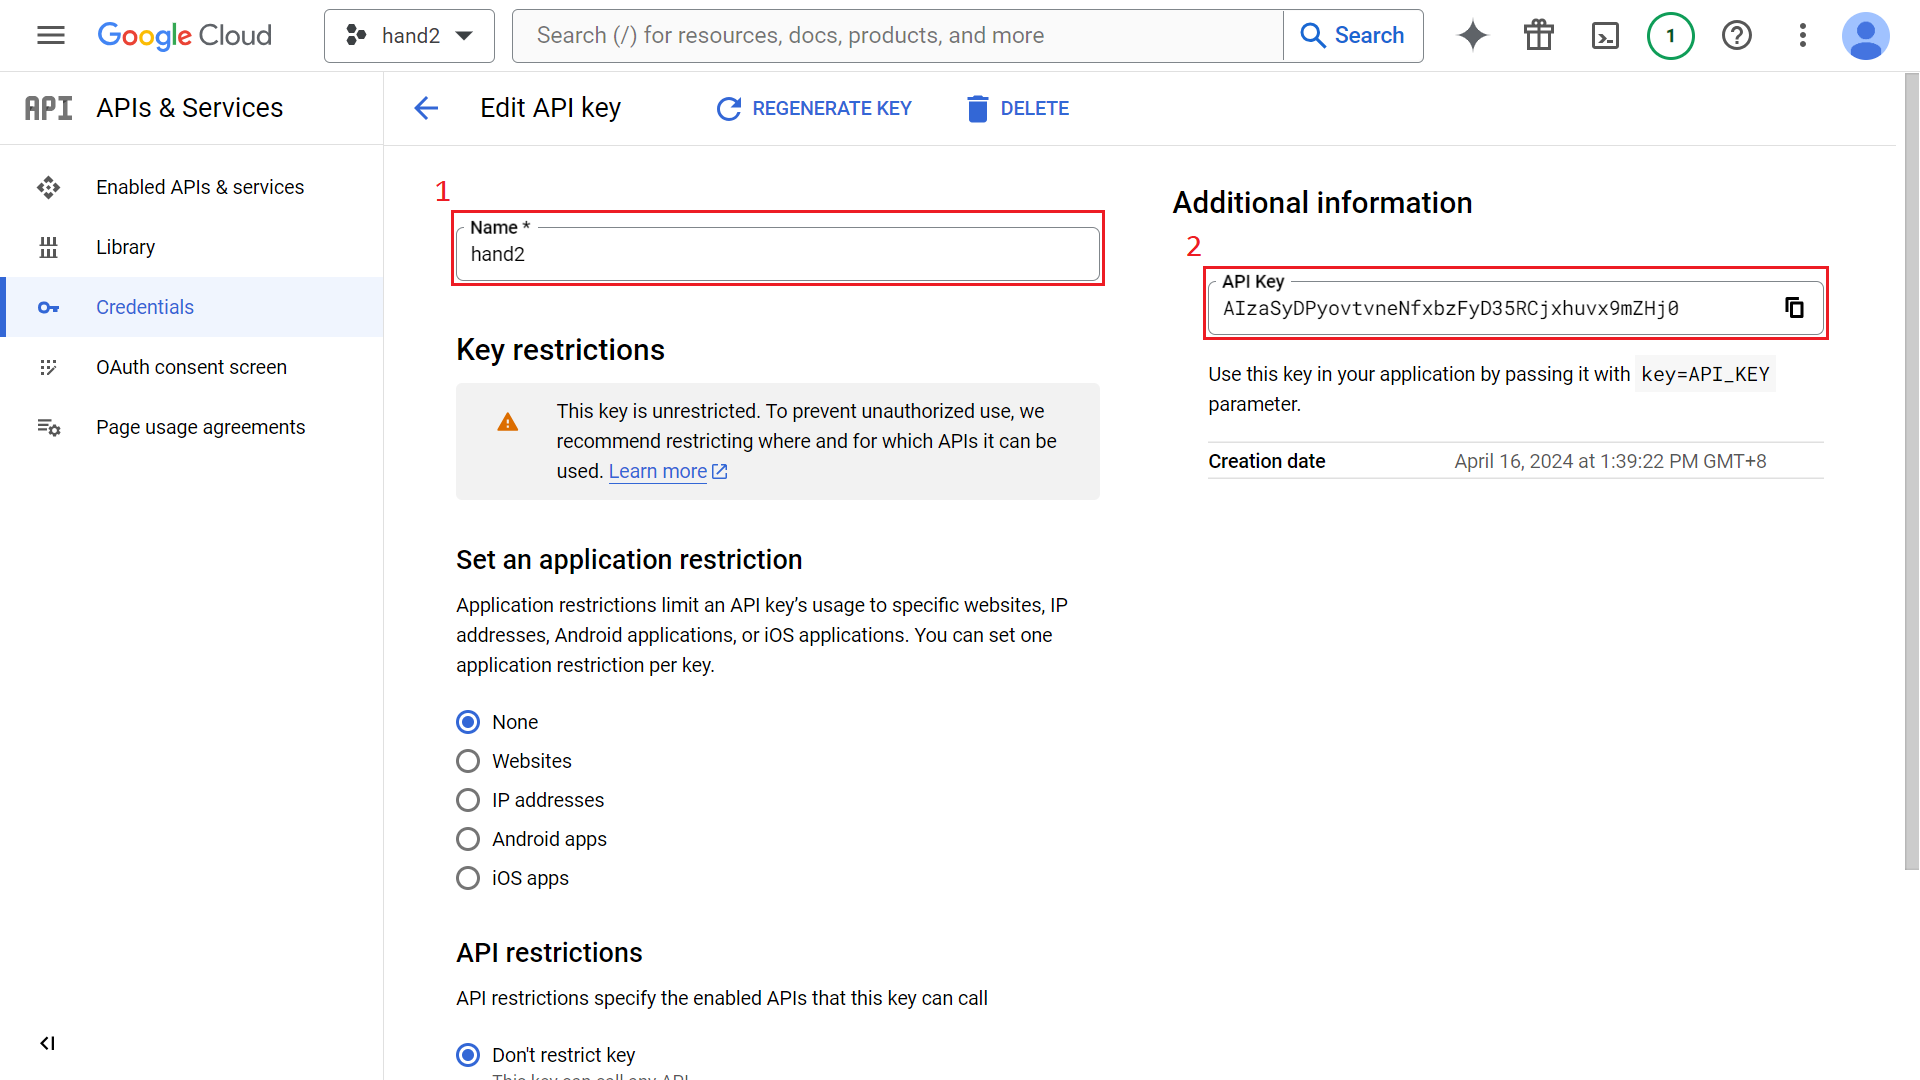 Google Cloud
hand2
Search (/) for resources, docs, products, and more
Search
1
API
APIs & Services
Edit API key
REGENERATE KEY
DELETE
Enabled APIs & services
Library
Credentials
OAuth consent screen
Page usage agreements
1
Name *
hand2
Key restrictions
This key is unrestricted. To prevent unauthorized use, we
recommend restricting where and for which APIs it can be
used. Learn more
Set an application restriction
Application restrictions limit an API key’s usage to specific websites, IP
addresses, Android applications, or iOS applications. You can set one
application restriction per key.
None
Websites
IP addresses
Android apps
iOS apps
API restrictions
API restrictions specify the enabled APIs that this key can call
Don't restrict key
This key can call any API
Additional information
2
API Key
AIzaSyDPyovtvneNfxbzFyD35RCjxhuvx9mZHj0
Use this key in your application by passing it with key=API_KEY
parameter.
Creation date
April 16, 2024 at 1:39:22 PM GMT+8